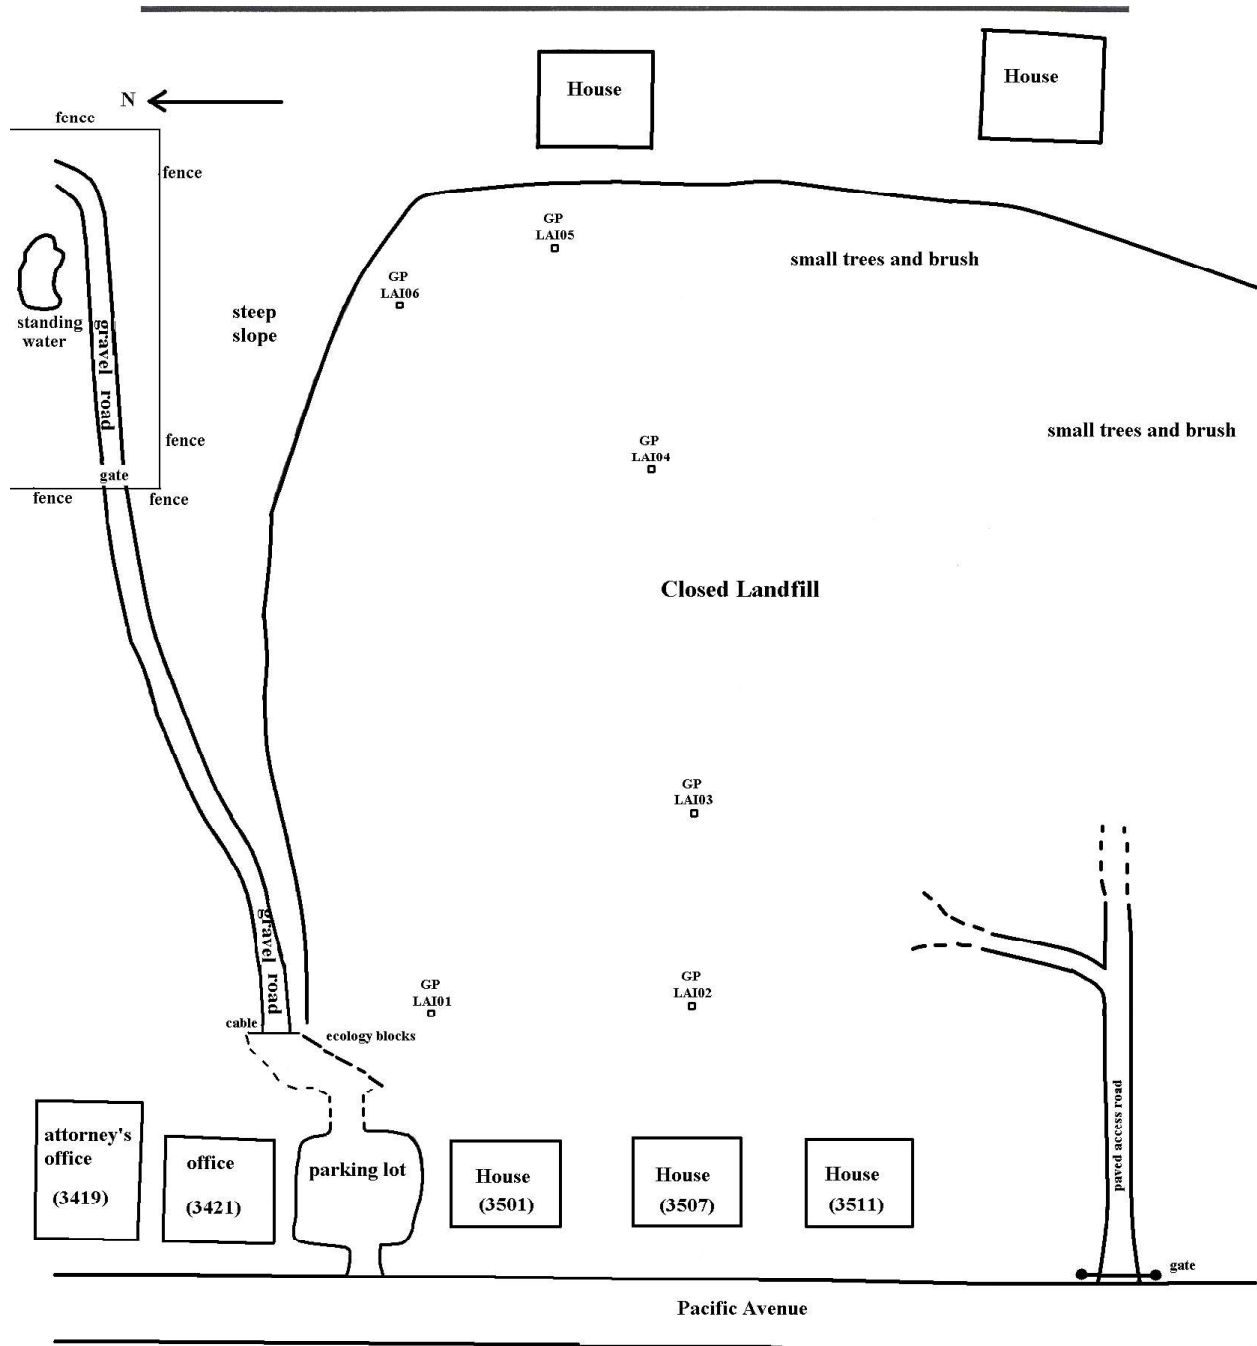 House
House
N
fence
fence
GP
LAI05
small trees and brush
GP
LAI06
steep
slope
standing
water
gravel road
small trees and brush
fence
GP
LAI04
gate
fence
fence
Closed Landfill
GP
LAI03
gravel road
GP
LAI01
GP
LAI02
cable
ecology blocks
paved access road
attorney's
office
(3419)
office
(3421)
parking lot
House
(3501)
House
(3507)
House
(3511)
gate
Pacific Avenue